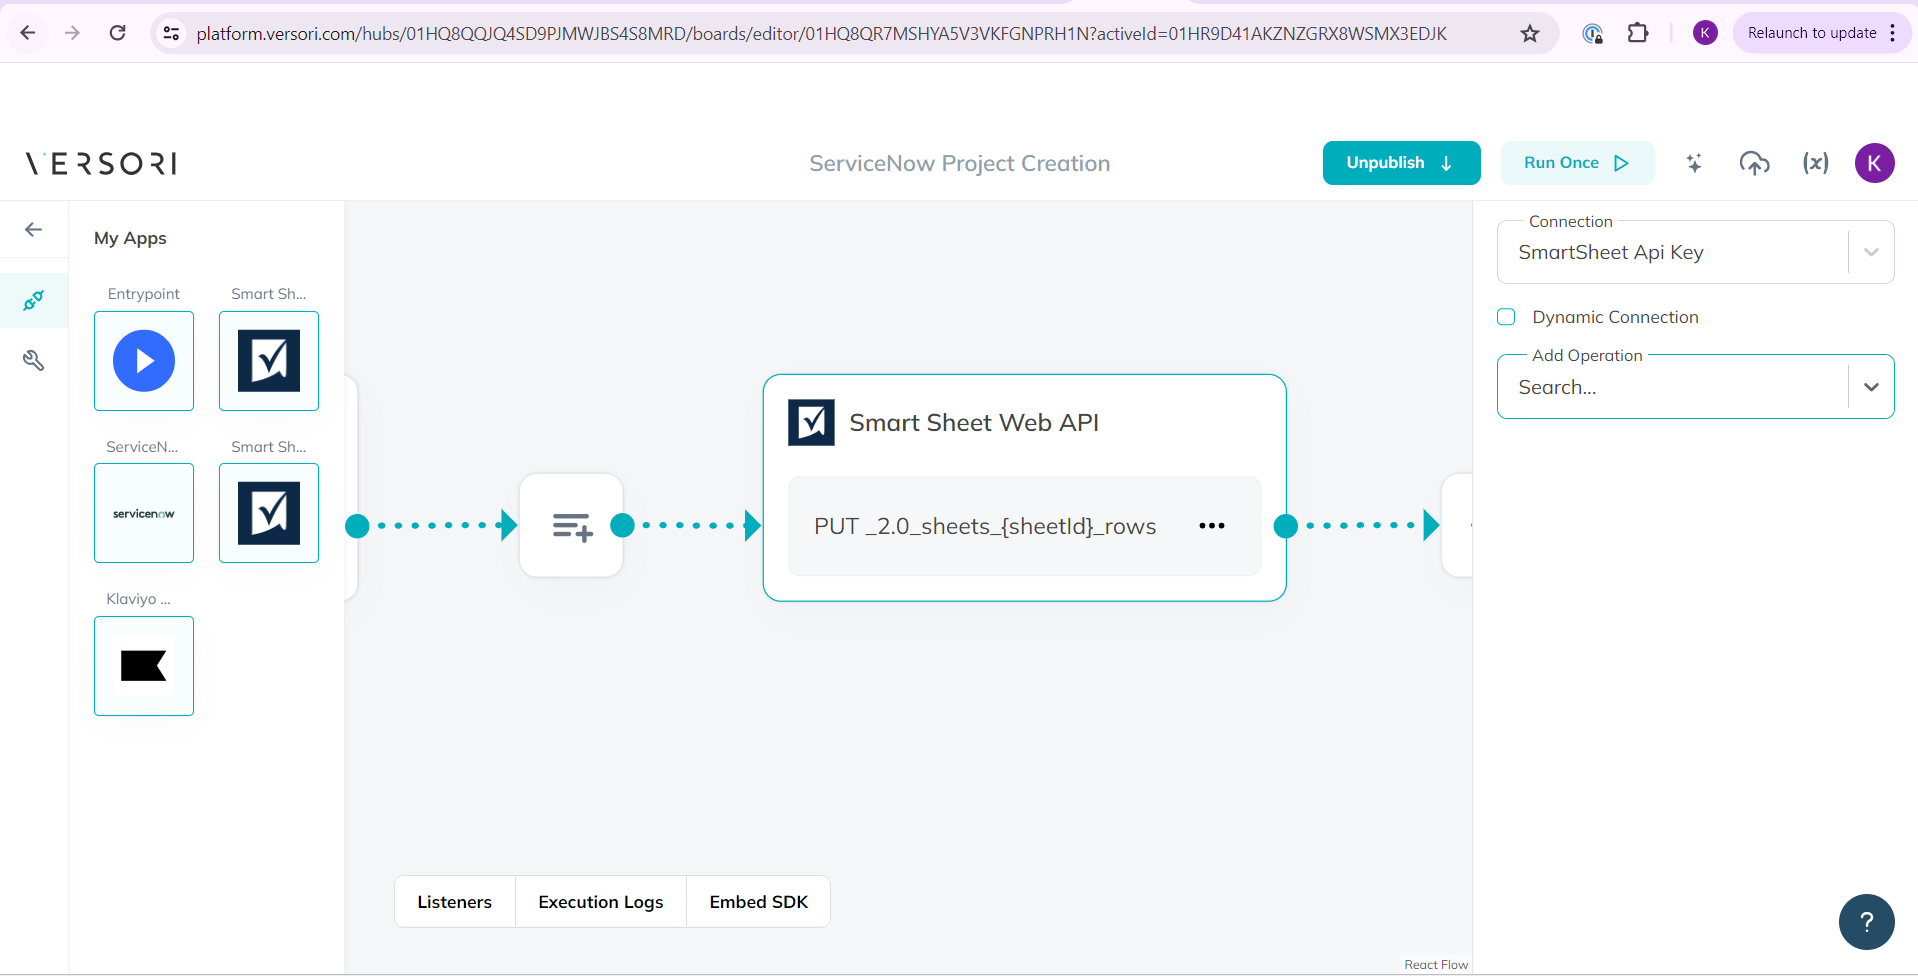 platform.versori.com/hubs/01HQ8QQJQ4SD9PJMWJBS4S8MRD/boards/editor/01HQ8QR7MSHYA5V3VKFGNPRH1N?activeId=01HR9D41AKZNZGRX8WSMX3EDJK
K
Relaunch to update
VERSORI
ServiceNow Project Creation
Unpublish
Run Once
(x)
K
My Apps
Entrypoint
Smart Sh...
ServiceN...
Smart Sh...
servicenow
Klaviyo ...
Smart Sheet Web API
PUT _2.0_sheets_{sheetId}_rows
Connection
SmartSheet Api Key
Dynamic Connection
Add Operation
Search...
Listeners
Execution Logs
Embed SDK
?
React Flow